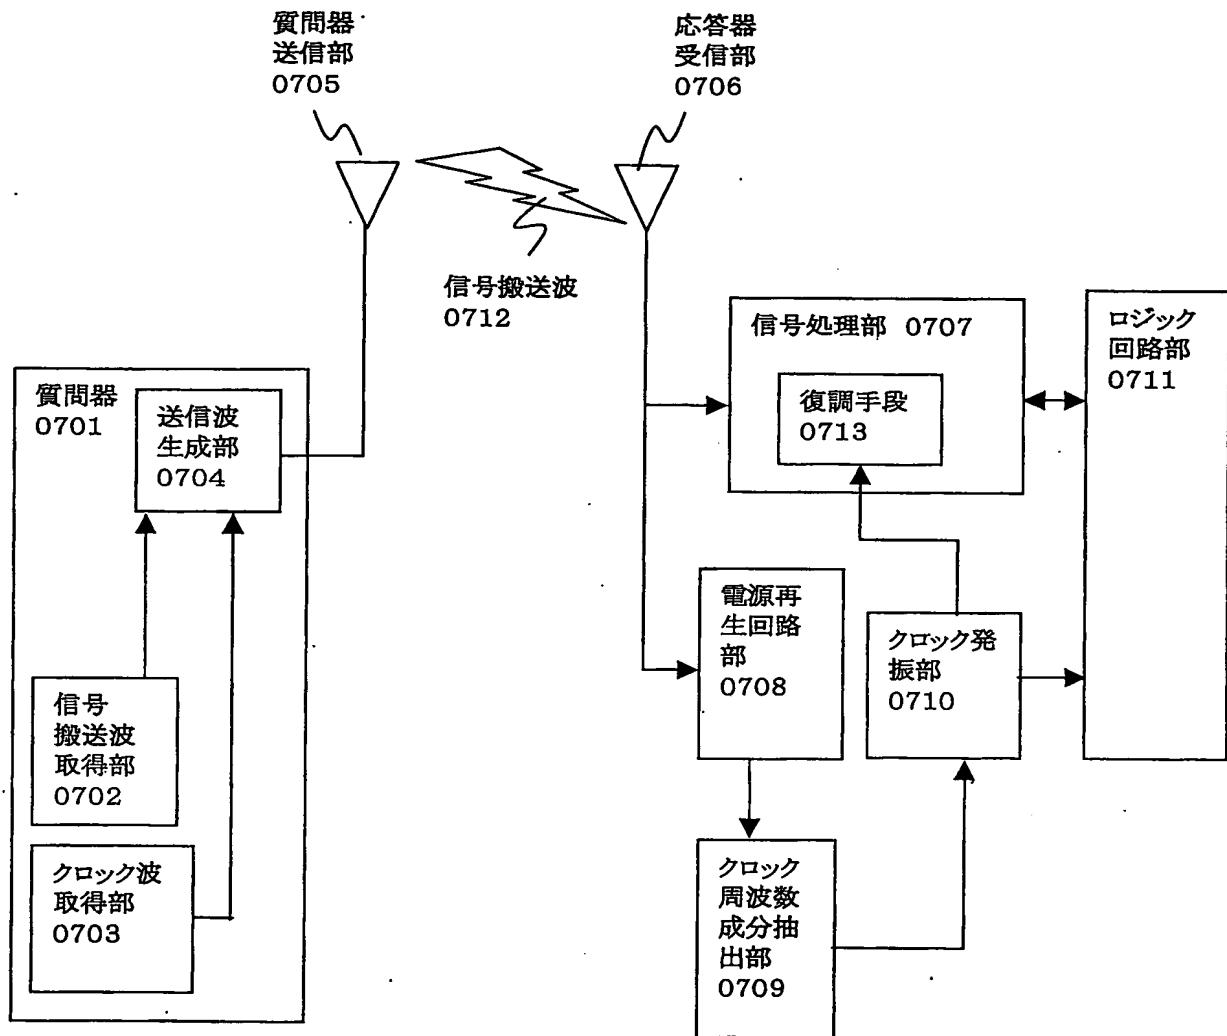 質問器
送信部
0705
応答器
受信部
0706
信号搬送波
0712
質問器
0701
送信波
生成部
0704
信号
搬送波
取得部
0702
クロック波
取得部
0703
信号処理部 0707
復調手段
0713
ロジック
回路部
0711
電源再
生回路
部
0708
クロック発
振部
0710
クロック
周波数
成分抽
出部
0709